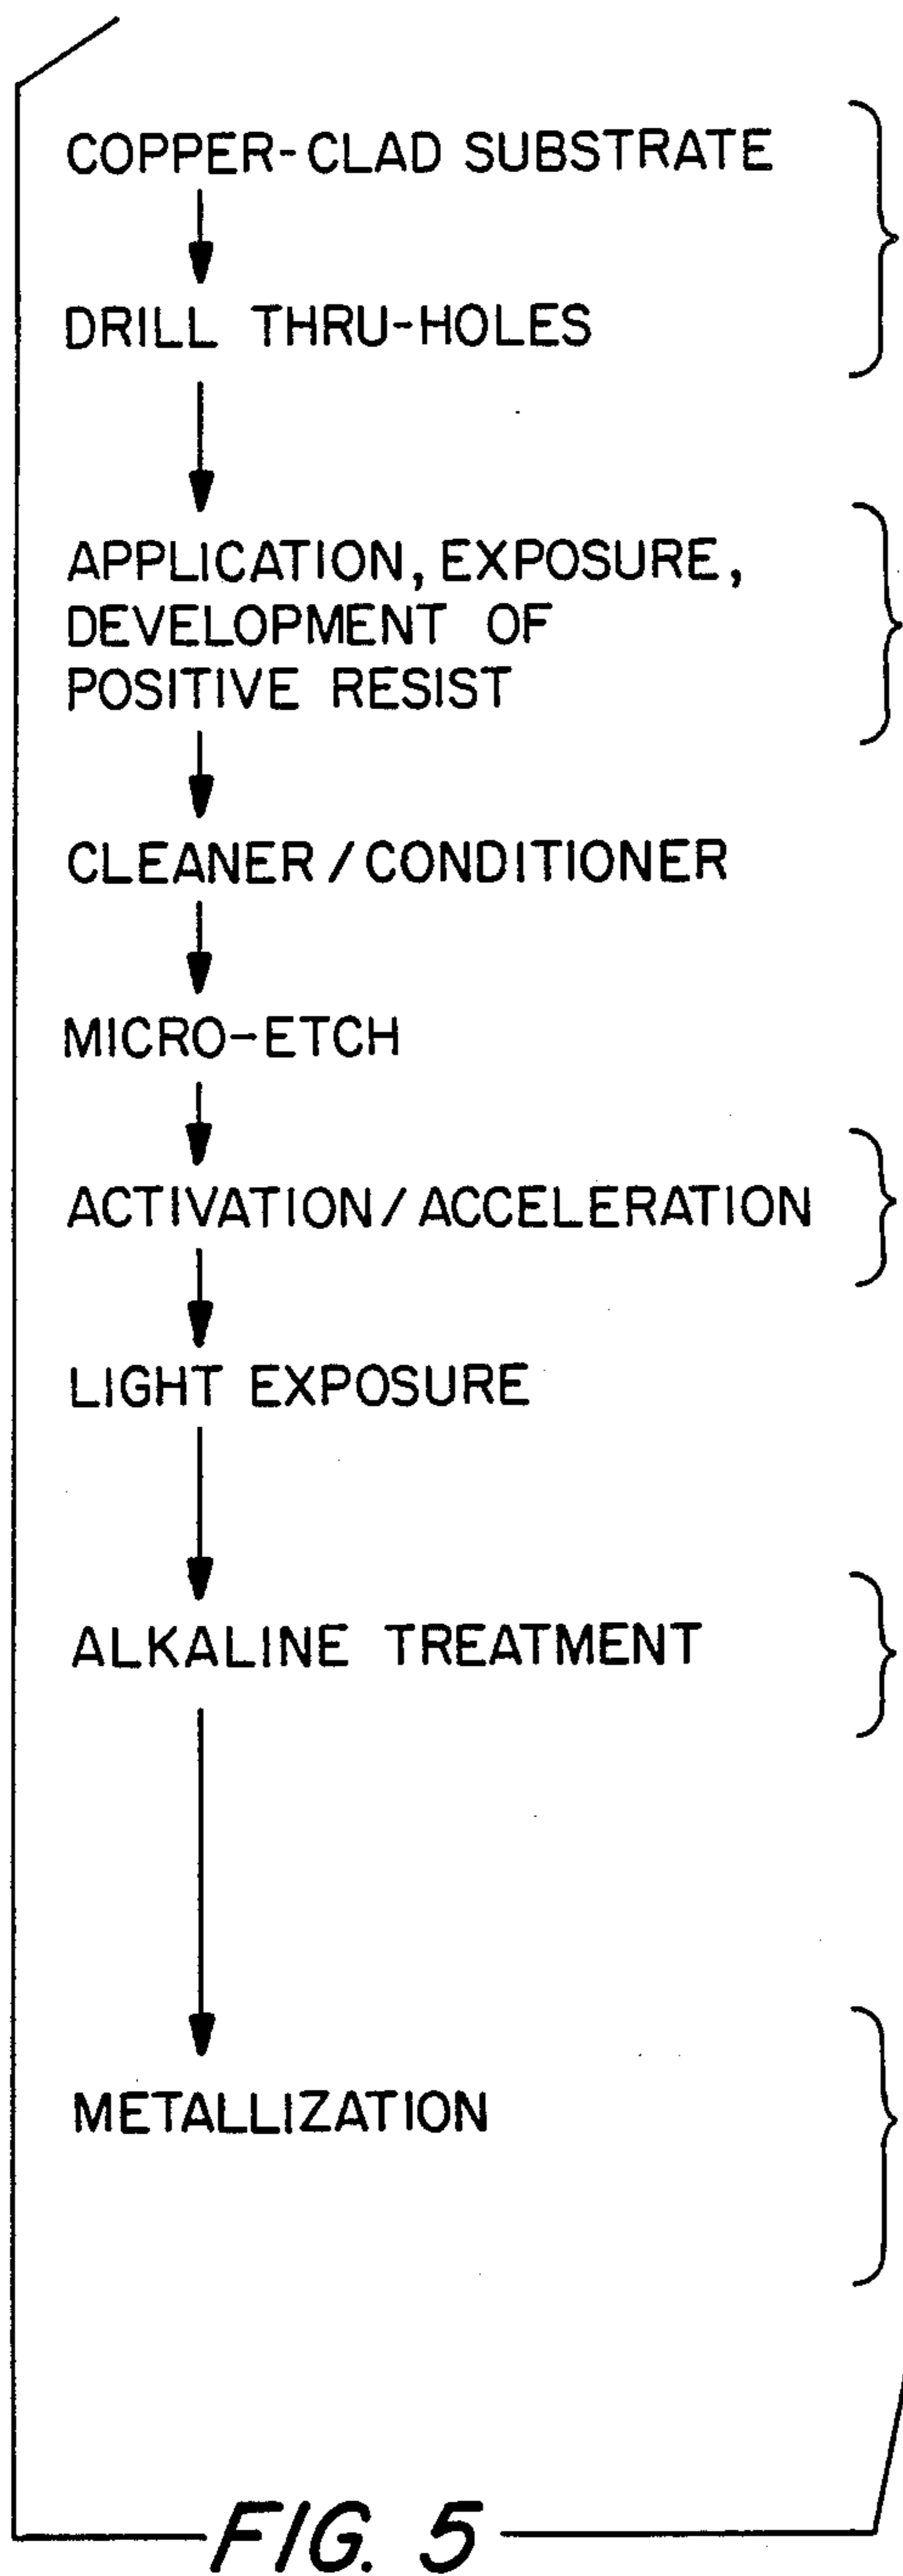 COPPER-CLAD SUBSTRATE
DRILL THRU-HOLES
APPLICATION, EXPOSURE,
DEVELOPMENT OF
POSITIVE RESIST
CLEANER / CONDITIONER
MICRO-ETCH
ACTIVATION / ACCELERATION
LIGHT EXPOSURE
ALKALINE TREATMENT
METALLIZATION
FIG. 5